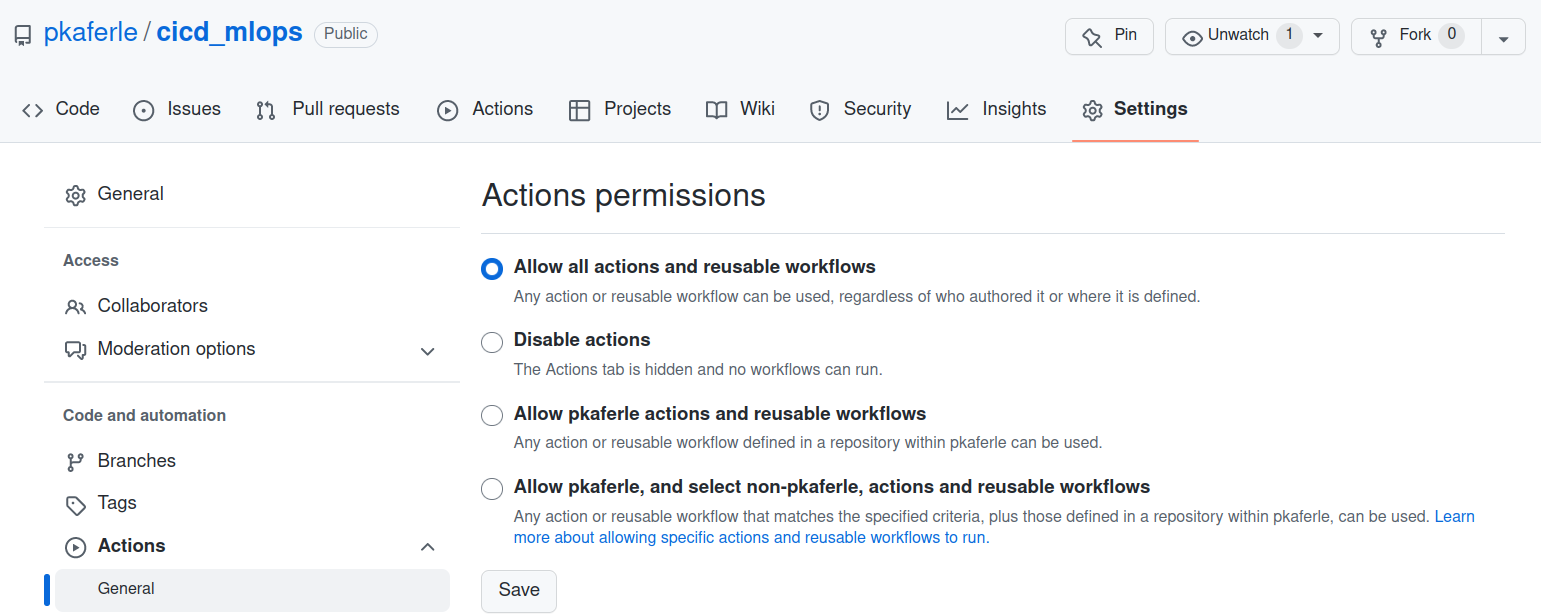 pkaferle / cicd_mlops Public
Pin Unwatch 1 Fork 0
Code Issues Pull requests Actions Projects Wiki Security Insights Settings
General
Access
Collaborators
Moderation options
Code and automation
Branches
Tags
Actions
General
Actions permissions
Allow all actions and reusable workflows
Any action or reusable workflow can be used, regardless of who authored it or where it is defined.
Disable actions
The Actions tab is hidden and no workflows can run.
Allow pkaferle actions and reusable workflows
Any action or reusable workflow defined in a repository within pkaferle can be used.
Allow pkaferle, and select non-pkaferle, actions and reusable workflows
Any action or reusable workflow that matches the specified criteria, plus those defined in a repository within pkaferle, can be used. Learn
more about allowing specific actions and reusable workflows to run.
Save